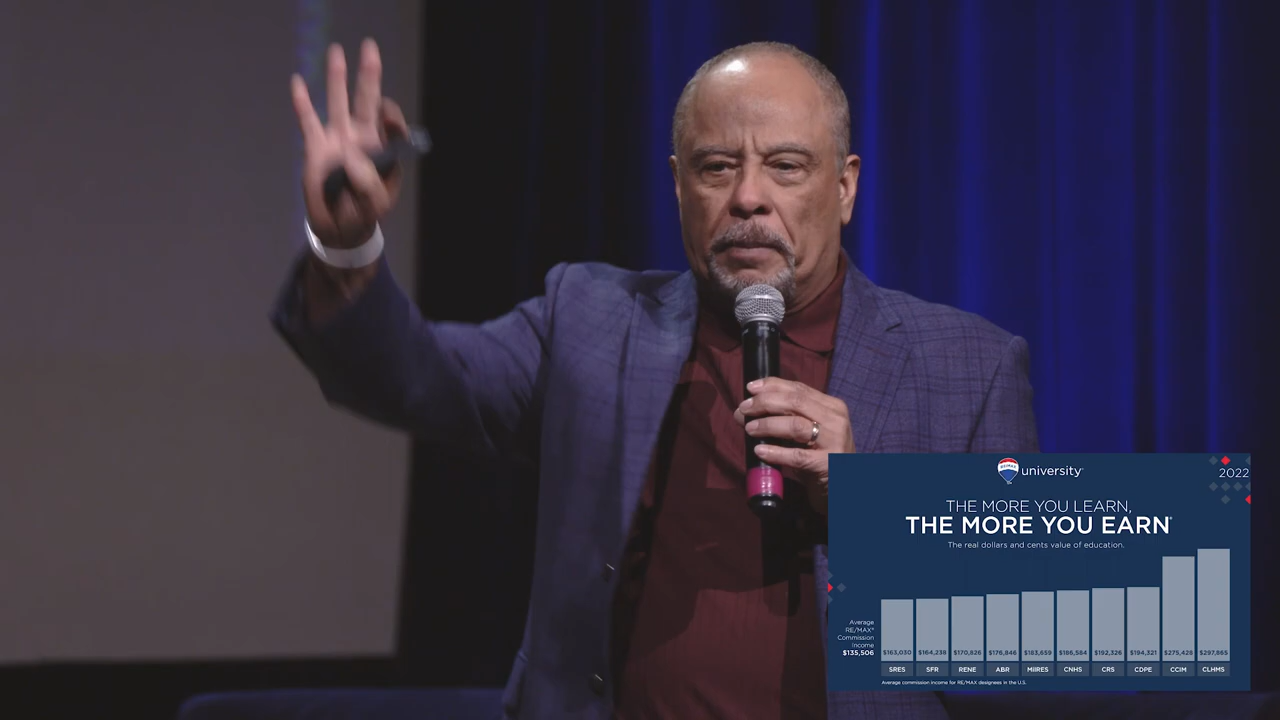 RE/MAX university
2022
THE MORE YOU LEARN,
THE MORE YOU EARN®
The real dollars and cents value of education.
Average
RE/MAX®
Commission
Income
$135,506
$163,030 $164,238 $170,826 $176,846 $183,659 $186,584 $192,326 $194,321 $275,428 $297,865
SRES SFR RENE ABR MilRES CNHS CRS CDPE CCIM CLHMS
Average commission income for RE/MAX designees in the U.S.